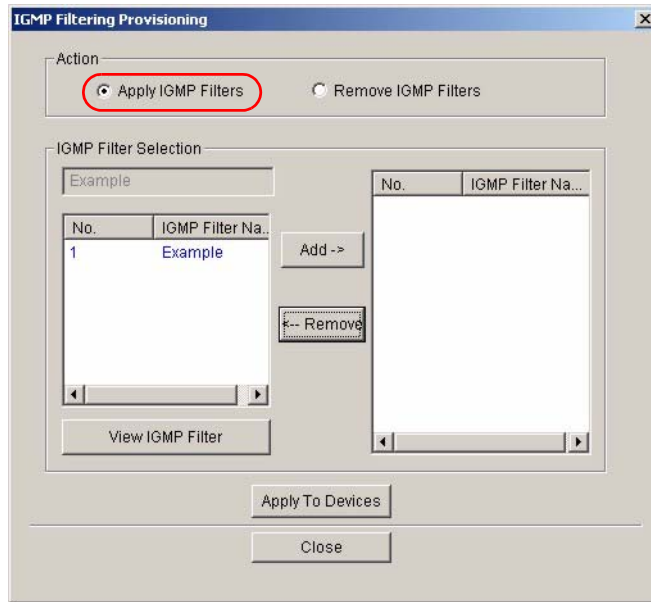 IGMP Filtering Provisioning
Action
Apply IGMP Filters
Remove IGMP Filters
IGMP Filter Selection
Example
No. IGMP Filter Na..
1 Example
Add ->
<-- Remove
View IGMP Filter
No. IGMP Filter Na...
Apply To Devices
Close